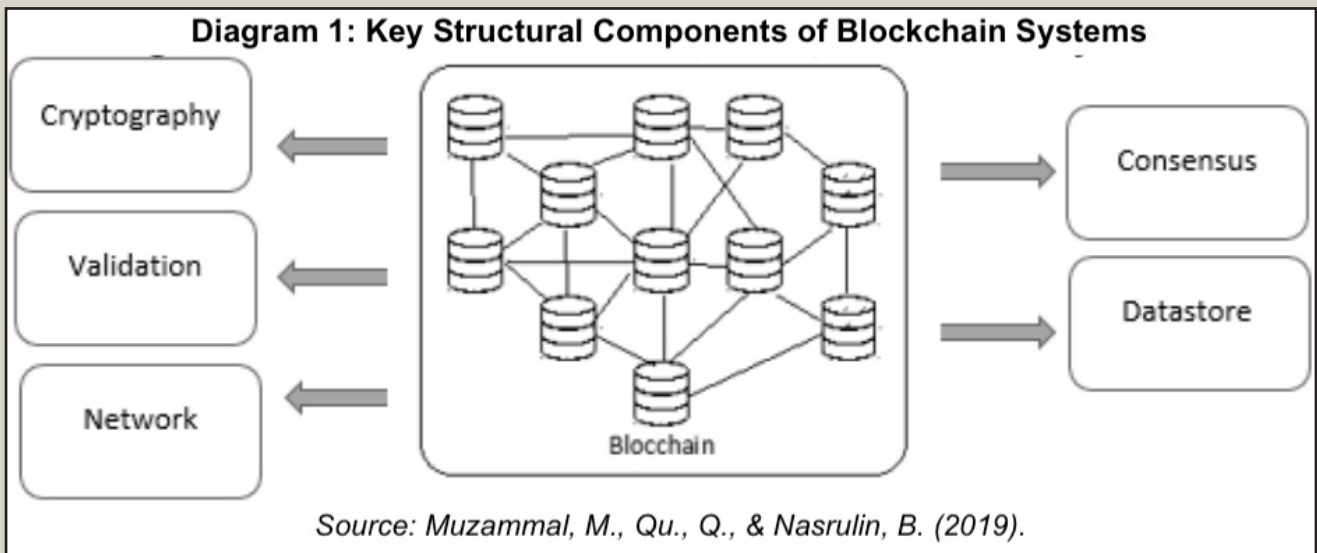 Diagram 1: Key Structural Components of Blockchain Systems
Cryptography
Validation
Network
Blocchain
Consensus
Datastore
Source: Muzammal, M., Qu., Q., & Nasrulin, B. (2019).